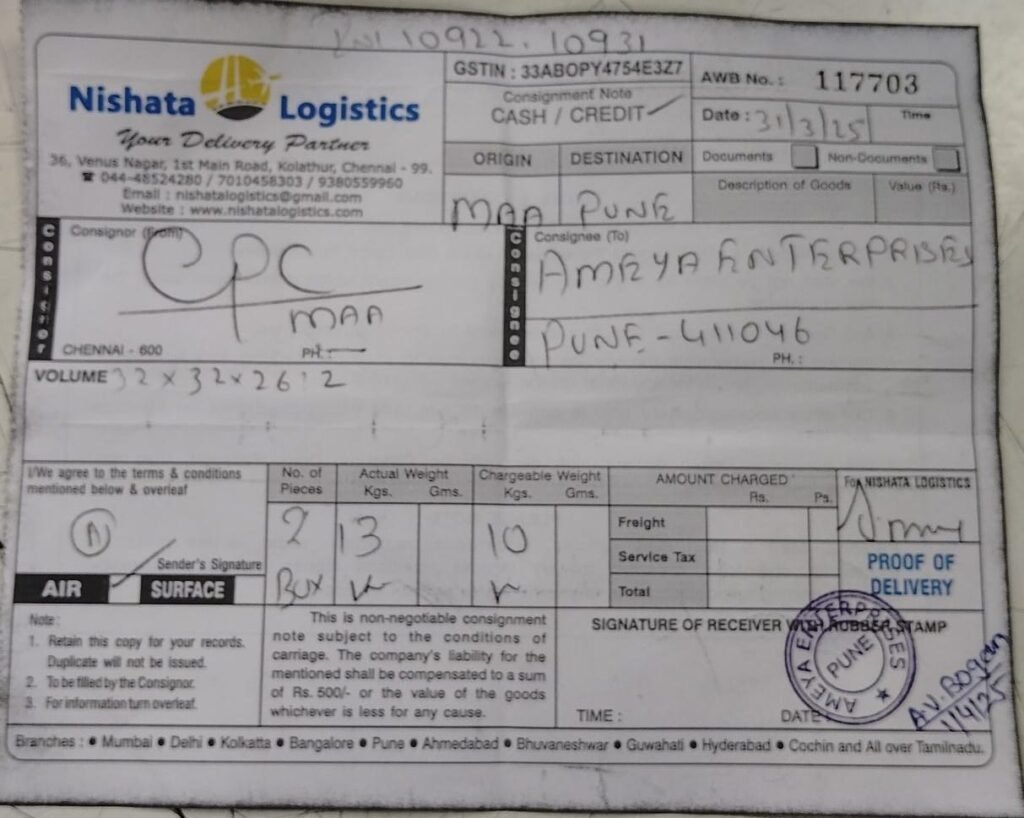 10922, 10931
Nishata Logistics
Your Delivery Partner
36, Venus Nagar, 1st Main Road, Kolathur, Chennai - 99.
☎ 044-48524280 / 7010458303 / 9380559960
Email : nishatalogistics@gmail.com
Website : www.nishatalogistics.com
GSTIN : 33ABOPY4754E3Z7
Consignment Note
CASH / CREDIT ✓
AWB No. : 117703
Date : 31/3/25 Time
ORIGIN DESTINATION
MAA PUNE
Documents Non-Documents
Description of Goods Value (Rs.)
Consignor
Consignor (From)
CPC
MAA
CHENNAI - 600 PH. :
Consignee
Consignee (To)
AMEYA ENTERPRISES
PUNE - 411046
PH. :
VOLUME 32 x 32 x 26 : 2
I/We agree to the terms & conditions
mentioned below & overleaf
Sender's Signature
AIR ✓ SURFACE
No. of Pieces
2
Box
Actual Weight
Kgs. Gms.
13
Chargeable Weight
Kgs. Gms.
10
AMOUNT CHARGED
Rs. Ps.
Freight
Service Tax
Total
For NISHATA LOGISTICS
PROOF OF
DELIVERY
Note :
1. Retain this copy for your records.
Duplicate will not be issued.
2. To be filled by the Consignor.
3. For information turn overleaf.
This is non-negotiable consignment
note subject to the conditions of
carriage. The company's liability for the
mentioned shall be compensated to a sum
of Rs. 500/- or the value of the goods
whichever is less for any cause.
SIGNATURE OF RECEIVER WITH RUBBER STAMP
AMEYA ENTERPRISES
PUNE
A.V. Bogan
1/4/25
TIME : DATE
Branches : • Mumbai • Delhi • Kolkatta • Bangalore • Pune • Ahmedabad • Bhuvaneshwar • Guwahati • Hyderabad • Cochin and All over Tamilnadu.